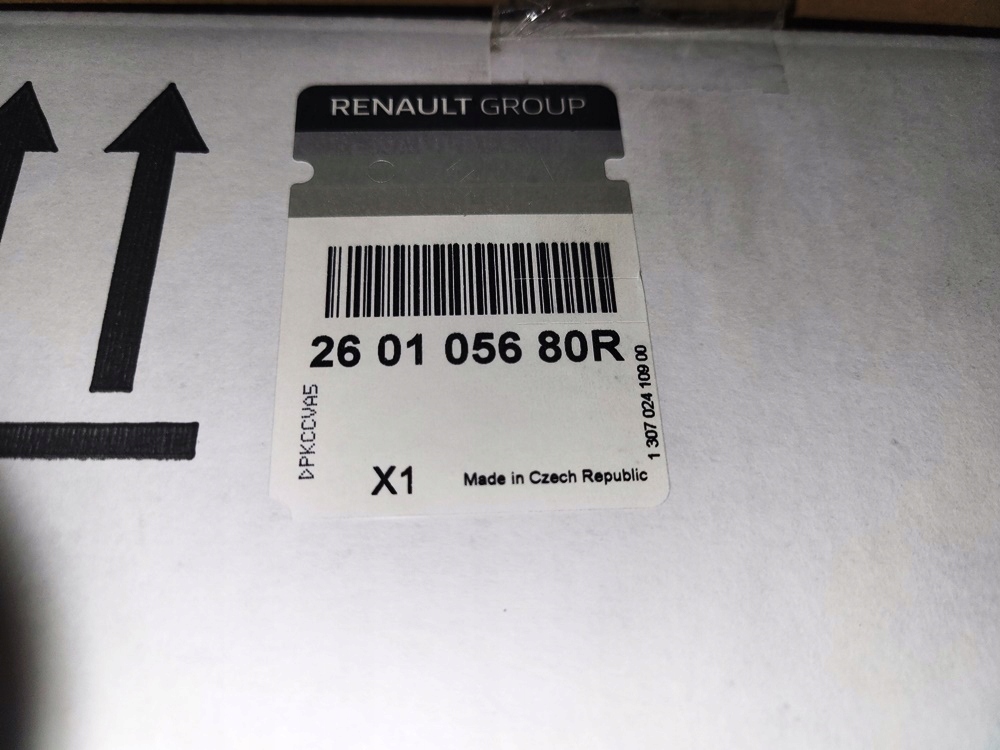 RENAULT GROUP
26 01 056 80R
DPKCCVA5
1 307 024 109 00
X1
Made in Czech Republic